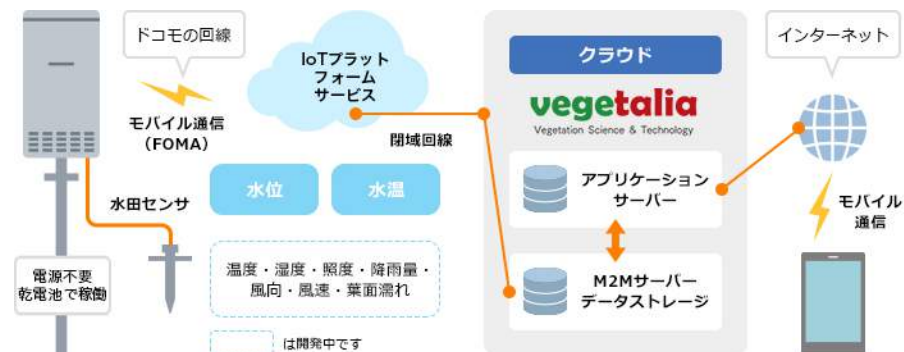 ドコモの回線
IoTプラット
フォーム
サービス
モバイル通信
（FOMA）
閉域回線
水田センサ
水位
水温
電源不要
乾電池で稼働
温度・湿度・照度・降雨量・
風向・風速・葉面濡れ
は開発中です
クラウド
vegetalia
Vegetation Science & Technology
アプリケーション
サーバー
M2Mサーバー
データストレージ
インターネット
モバイル
通信